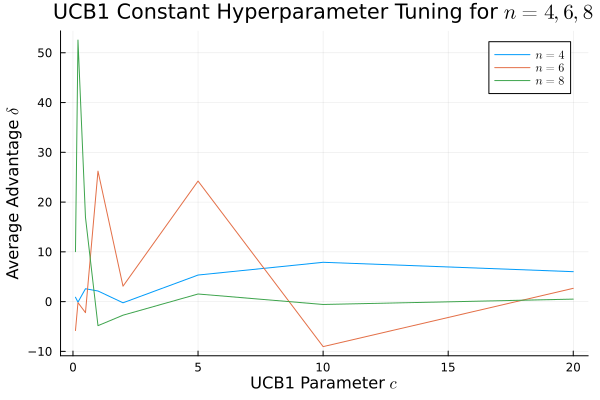 UCB1 Constant Hyperparameter Tuning for n = 4, 6, 8
Average Advantage δ
50
40
30
20
10
0
−10
n = 4
n = 6
n = 8
0
5
10
15
20
UCB1 Parameter c